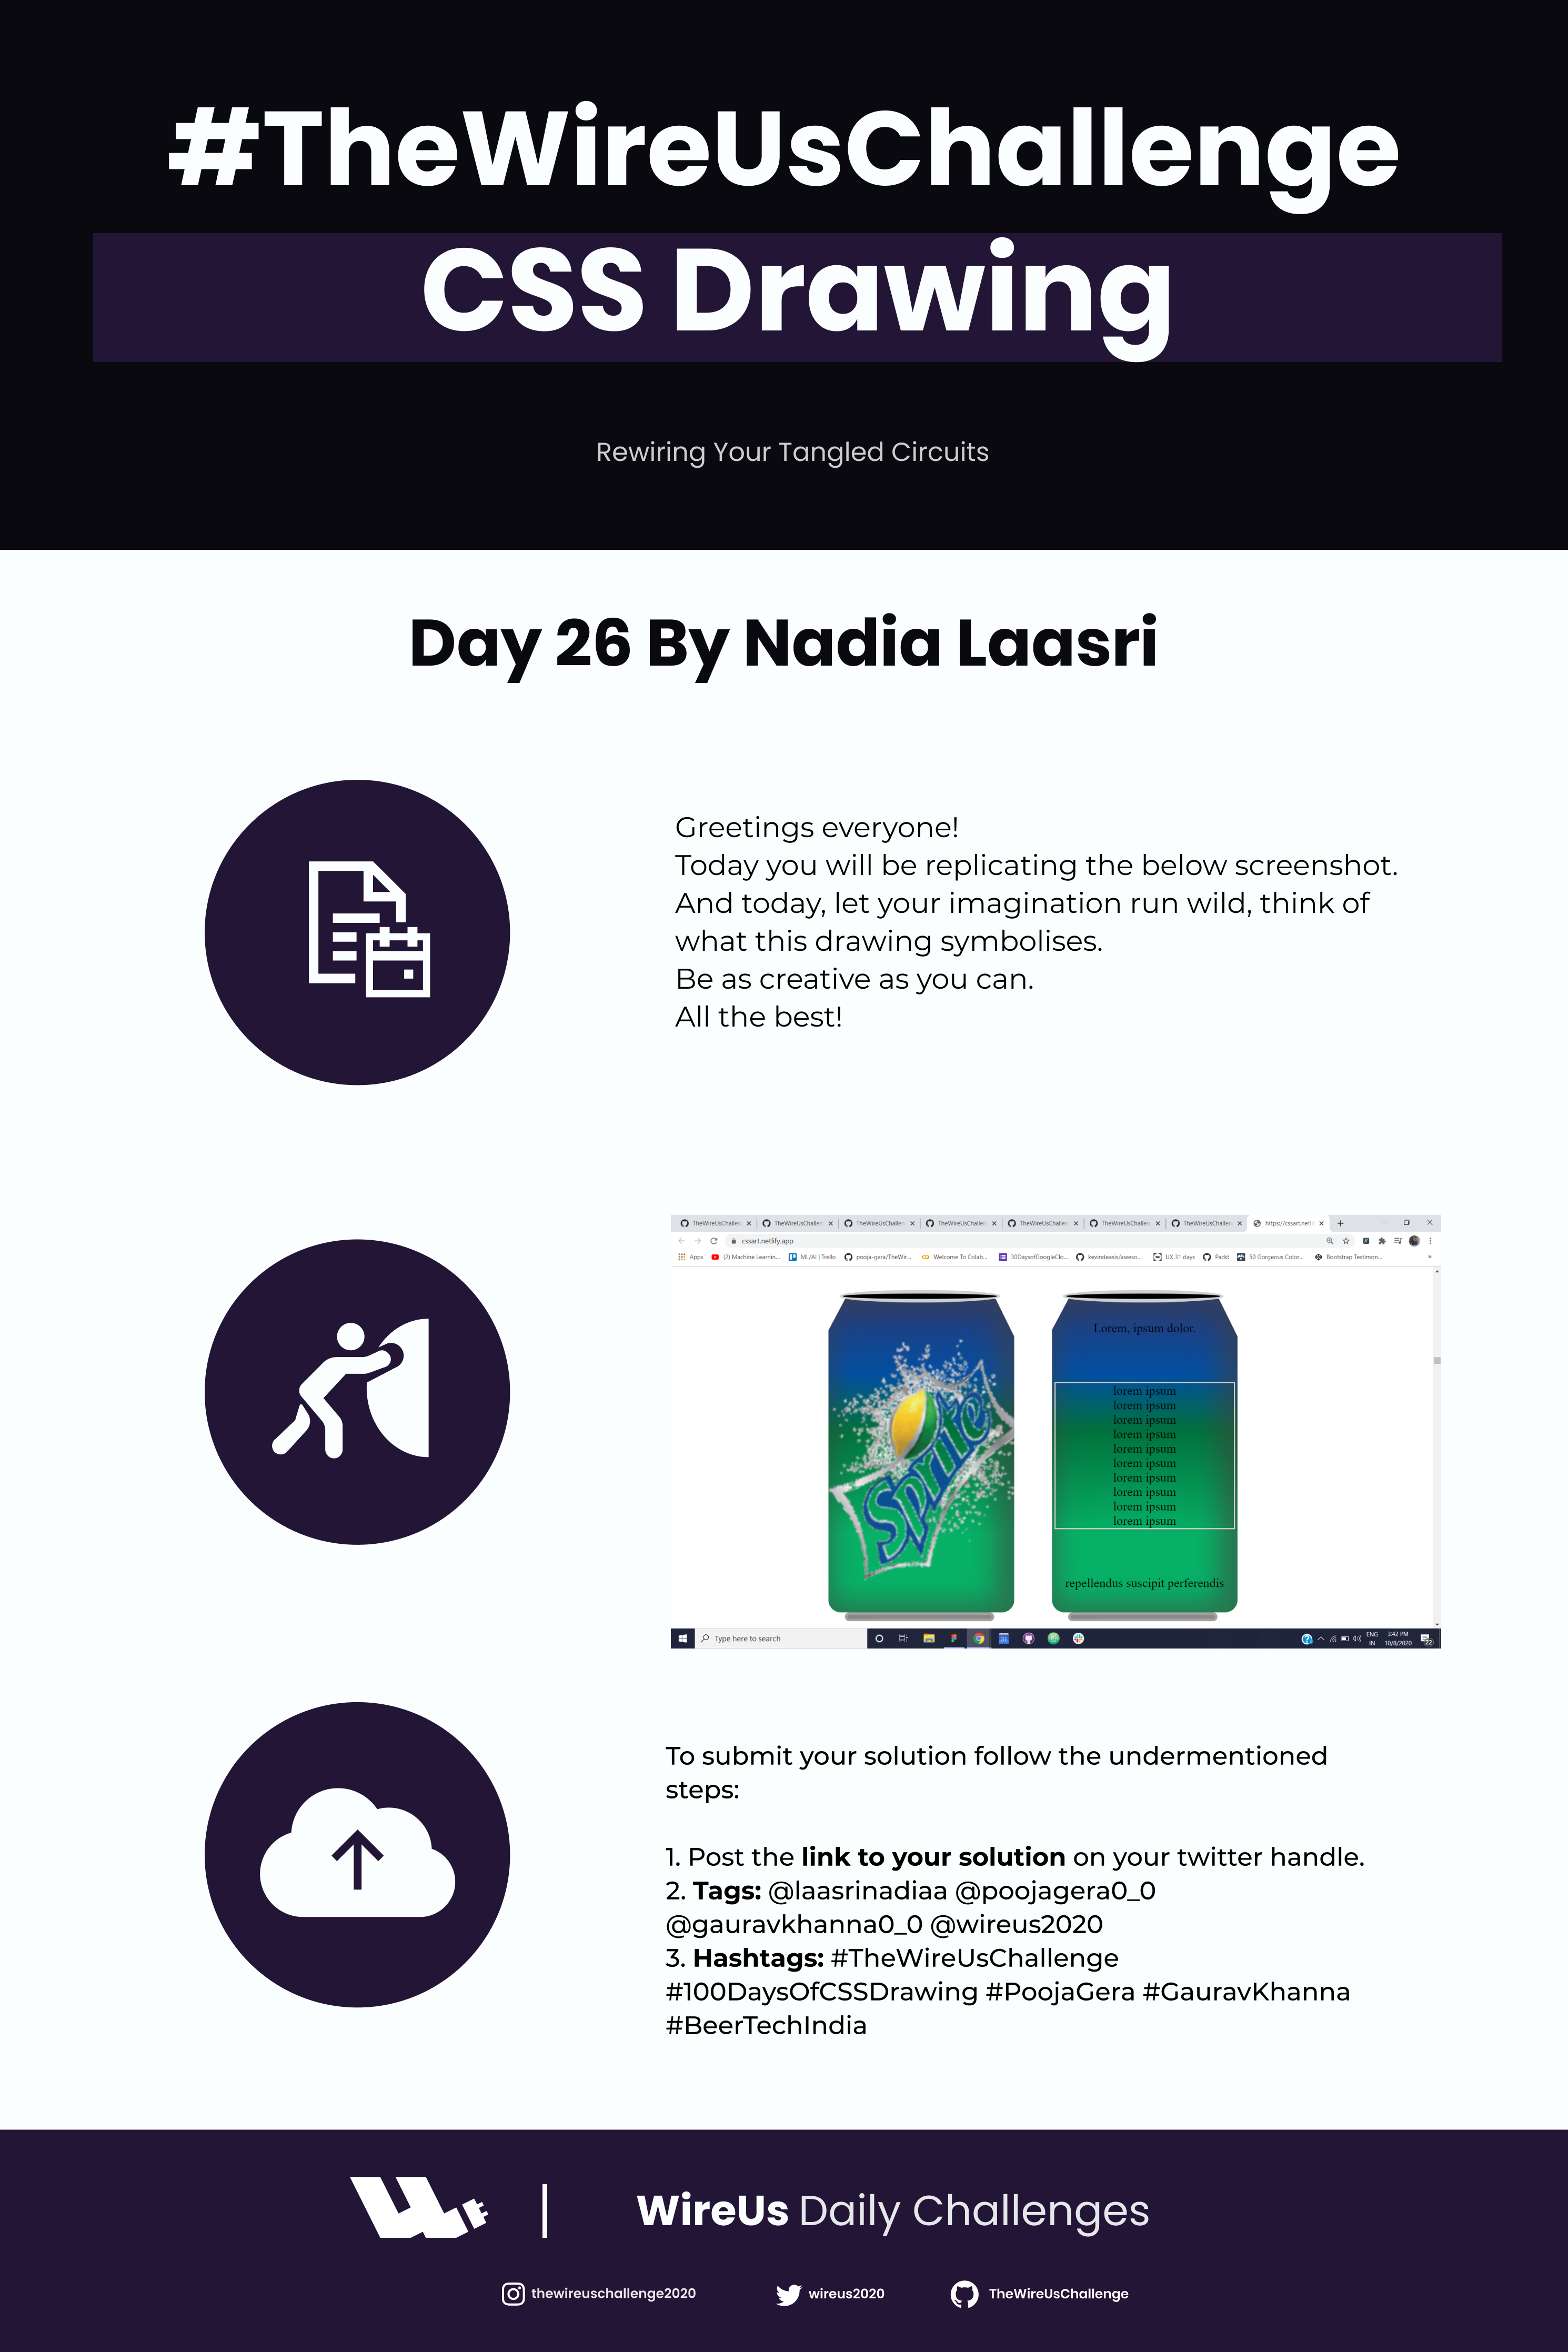 #TheWireUsChallenge
CSS Drawing
Rewiring Your Tangled Circuits
Day 26 By Nadia Laasri
Greetings everyone!
Today you will be replicating the below screenshot.
And today, let your imagination run wild, think of
what this drawing symbolises.
Be as creative as you can.
All the best!
TheWireUsChallen TheWireUsChallen TheWireUsChallen TheWireUsChallen TheWireUsChallen TheWireUsChallen TheWireUsChallen https://cssart.netli
cssart.netlify.app
Apps (2) Machine Learnin... ML/AI | Trello pooja-gera/TheWir... Welcome To Colab... 30DaysofGoogleClo... kevindeasis/aweso... UX 31 days Packt 50 Gorgeous Color... Bootstrap Testimon... »
Sprite
Lorem, ipsum dolor.
lorem ipsum
lorem ipsum
lorem ipsum
lorem ipsum
lorem ipsum
lorem ipsum
lorem ipsum
lorem ipsum
lorem ipsum
lorem ipsum
repellendus suscipit perferendis
Type here to search
ENG
IN
3:42 PM
10/8/2020
22
To submit your solution follow the undermentioned
steps:
1. Post the link to your solution on your twitter handle.
2. Tags: @laasrinadiaa @poojagera0_0
@gauravkhanna0_0 @wireus2020
3. Hashtags: #TheWireUsChallenge
#100DaysOfCSSDrawing #PoojaGera #GauravKhanna
#BeerTechIndia
WireUs Daily Challenges
thewireuschallenge2020 wireus2020 TheWireUsChallenge